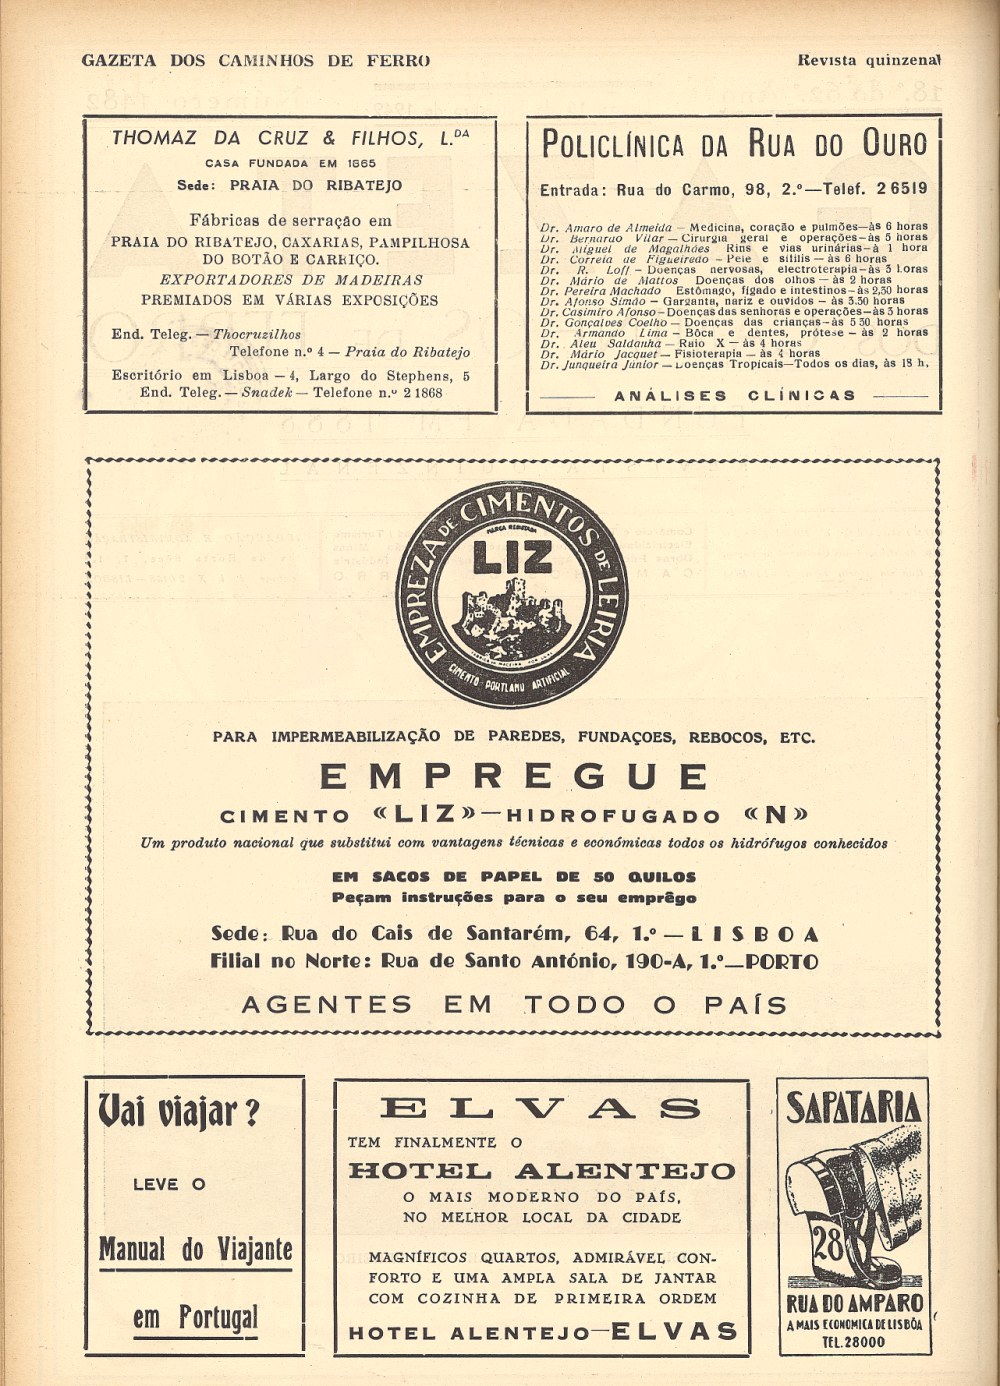 GAZETA DOS CAMINHOS DE FERRO
Revista quinzenal
THOMAZ DA CRUZ & FILHOS, L.DA
CASA FUNDADA EM 1865
Sede: PRAIA DO RIBATEJO
Fábricas de serração em
PRAIA DO RIBATEJO, CAXARIAS, PAMPILHOSA
DO BOTÃO E CARRIÇO.
EXPORTADORES DE MADEIRAS
PREMIADOS EM VÁRIAS EXPOSIÇÕES
End. Teleg. — Thocruzilhos
Telefone n.º 4 — Praia do Ribatejo
Escritório em Lisboa — 4, Largo do Stephens, 5
End. Teleg. — Snadek — Telefone n.º 2 1868
POLICLÍNICA DA RUA DO OURO
Entrada: Rua do Carmo, 98, 2.º — Telef. 2 6519
Dr. Amaro de Almeida — Medicina, coração e pulmões — às 6 horas
Dr. Bernardo Vilar — Cirurgia geral e operações — às 5 horas
Dr. Miguel de Magalhães Rins e vias urinárias — à 1 hora
Dr. Correia de Figueiredo — Pele e sífilis — às 6 horas
Dr. R. Loff — Doenças nervosas, electroterapia — às 3 horas
Dr. Mário de Mattos Doenças dos olhos — às 2 horas
Dr. Pereira Machado Estômago, fígado e intestinos — às 2,30 horas
Dr. Afonso Simão — Garganta, nariz e ouvidos — às 3.30 horas
Dr. Casimiro Afonso — Doenças das senhoras e operações — às 3 horas
Dr. Gonçalves Coelho — Doenças das crianças — às 5 30 horas
Dr. Armando Lima — Bôca e dentes, prótese — às 2 horas
Dr. Aleu Saldanha — Raio X — às 4 horas
Dr. Mário Jacquet — Fisioterapia — às 4 horas
Dr. Junqueira Júnior — Doenças Tropicais — Todos os dias, às 18 h.
ANÁLISES CLÍNICAS
EMPREZA DE CIMENTOS DE LEIRIA
MARCA REGISTADA
LIZ
CIMENTO PORTLAND ARTIFICIAL
PARA IMPERMEABILIZAÇÃO DE PAREDES, FUNDAÇOES, REBOCOS, ETC.
EMPREGUE
CIMENTO «LIZ» — HIDROFUGADO «N»
Um produto nacional que substitui com vantagens técnicas e económicas todos os hidrófugos conhecidos
EM SACOS DE PAPEL DE 50 QUILOS
Peçam instruções para o seu emprêgo
Sede: Rua do Cais de Santarém, 64, 1.º — LISBOA
Filial no Norte: Rua de Santo António, 190-A, 1.º — PORTO
AGENTES EM TODO O PAÍS
Vai viajar?
LEVE O
Manual do Viajante
em Portugal
ELVAS
TEM FINALMENTE O
HOTEL ALENTEJO
O MAIS MODERNO DO PAÍS,
NO MELHOR LOCAL DA CIDADE
MAGNÍFICOS QUARTOS, ADMIRÁVEL CON-
FORTO E UMA AMPLA SALA DE JANTAR
COM COZINHA DE PRIMEIRA ORDEM
HOTEL ALENTEJO — ELVAS
SAPATARIA
28
RUA DO AMPARO
A MAIS ECONOMICA DE LISBÔA
TEL. 28000